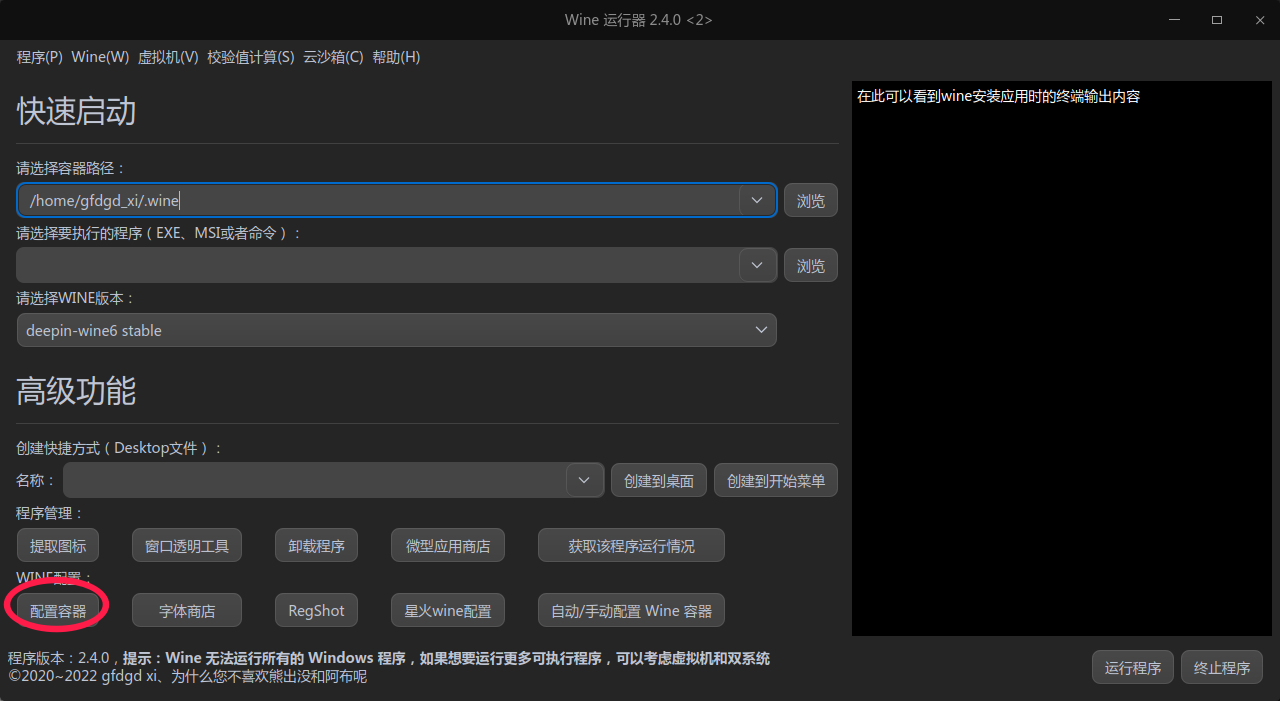 Wine 运行器 2.4.0 <2>
程序(P) Wine(W) 虚拟机(V) 校验值计算(S) 云沙箱(C) 帮助(H)
快速启动
请选择容器路径：
/home/gfdgd_xi/.wine 浏览
请选择要执行的程序（EXE、MSI或者命令）：
浏览
请选择WINE版本：
deepin-wine6 stable
高级功能
创建快捷方式（Desktop文件）：
名称： 创建到桌面 创建到开始菜单
程序管理：
提取图标 窗口透明工具 卸载程序 微型应用商店 获取该程序运行情况
WINE配置：
配置容器 字体商店 RegShot 星火wine配置 自动/手动配置 Wine 容器
程序版本：2.4.0，提示：Wine 无法运行所有的 Windows 程序，如果想要运行更多可执行程序，可以考虑虚拟机和双系统
©2020~2022 gfdgd xi、为什么您不喜欢熊出没和阿布呢
在此可以看到wine安装应用时的终端输出内容
运行程序 终止程序